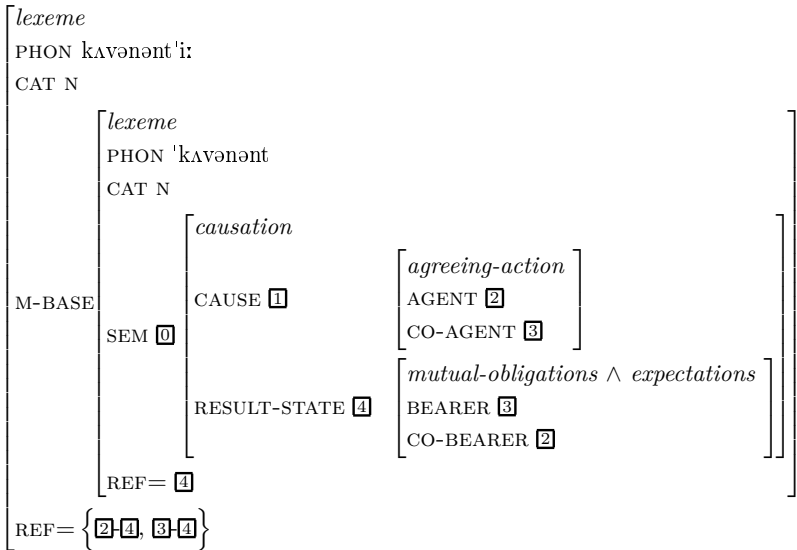 lexeme
PHON kʌvənəntˈiː
CAT N
lexeme
PHON ˈkʌvənənt
CAT N
causation
agreeing-action
CAUSE 1
AGENT 2
M-BASE
CO-AGENT 3
SEM 0
mutual-obligations ∧ expectations
RESULT-STATE 4
BEARER 3
CO-BEARER 2
REF= 4
REF= {2-4, 3-4}